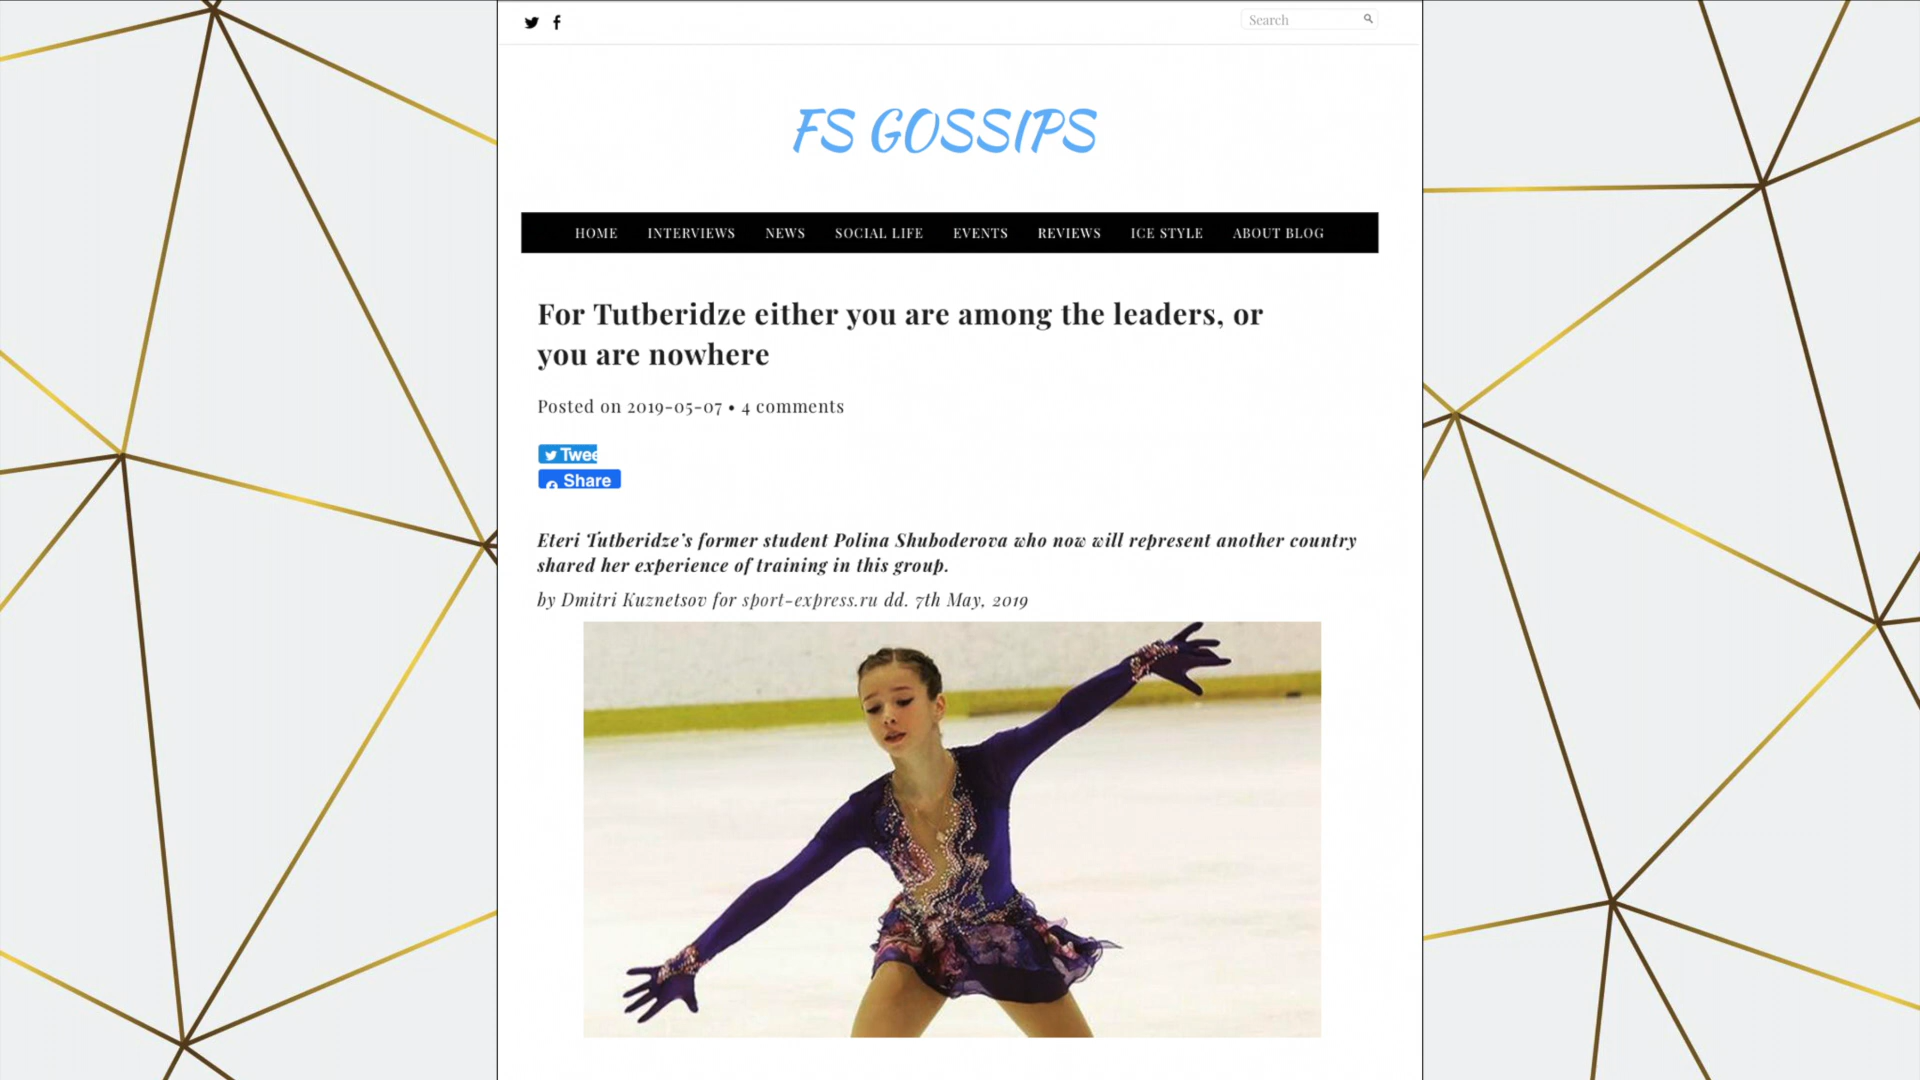 Search
FS GOSSIPS
HOME INTERVIEWS NEWS SOCIAL LIFE EVENTS REVIEWS ICE STYLE ABOUT BLOG
For Tutberidze either you are among the leaders, or
you are nowhere
Posted on 2019-05-07 • 4 comments
Twee
Share
Eteri Tutberidze's former student Polina Shuboderova who now will represent another country
shared her experience of training in this group.
by Dmitri Kuznetsov for sport-express.ru dd. 7th May, 2019